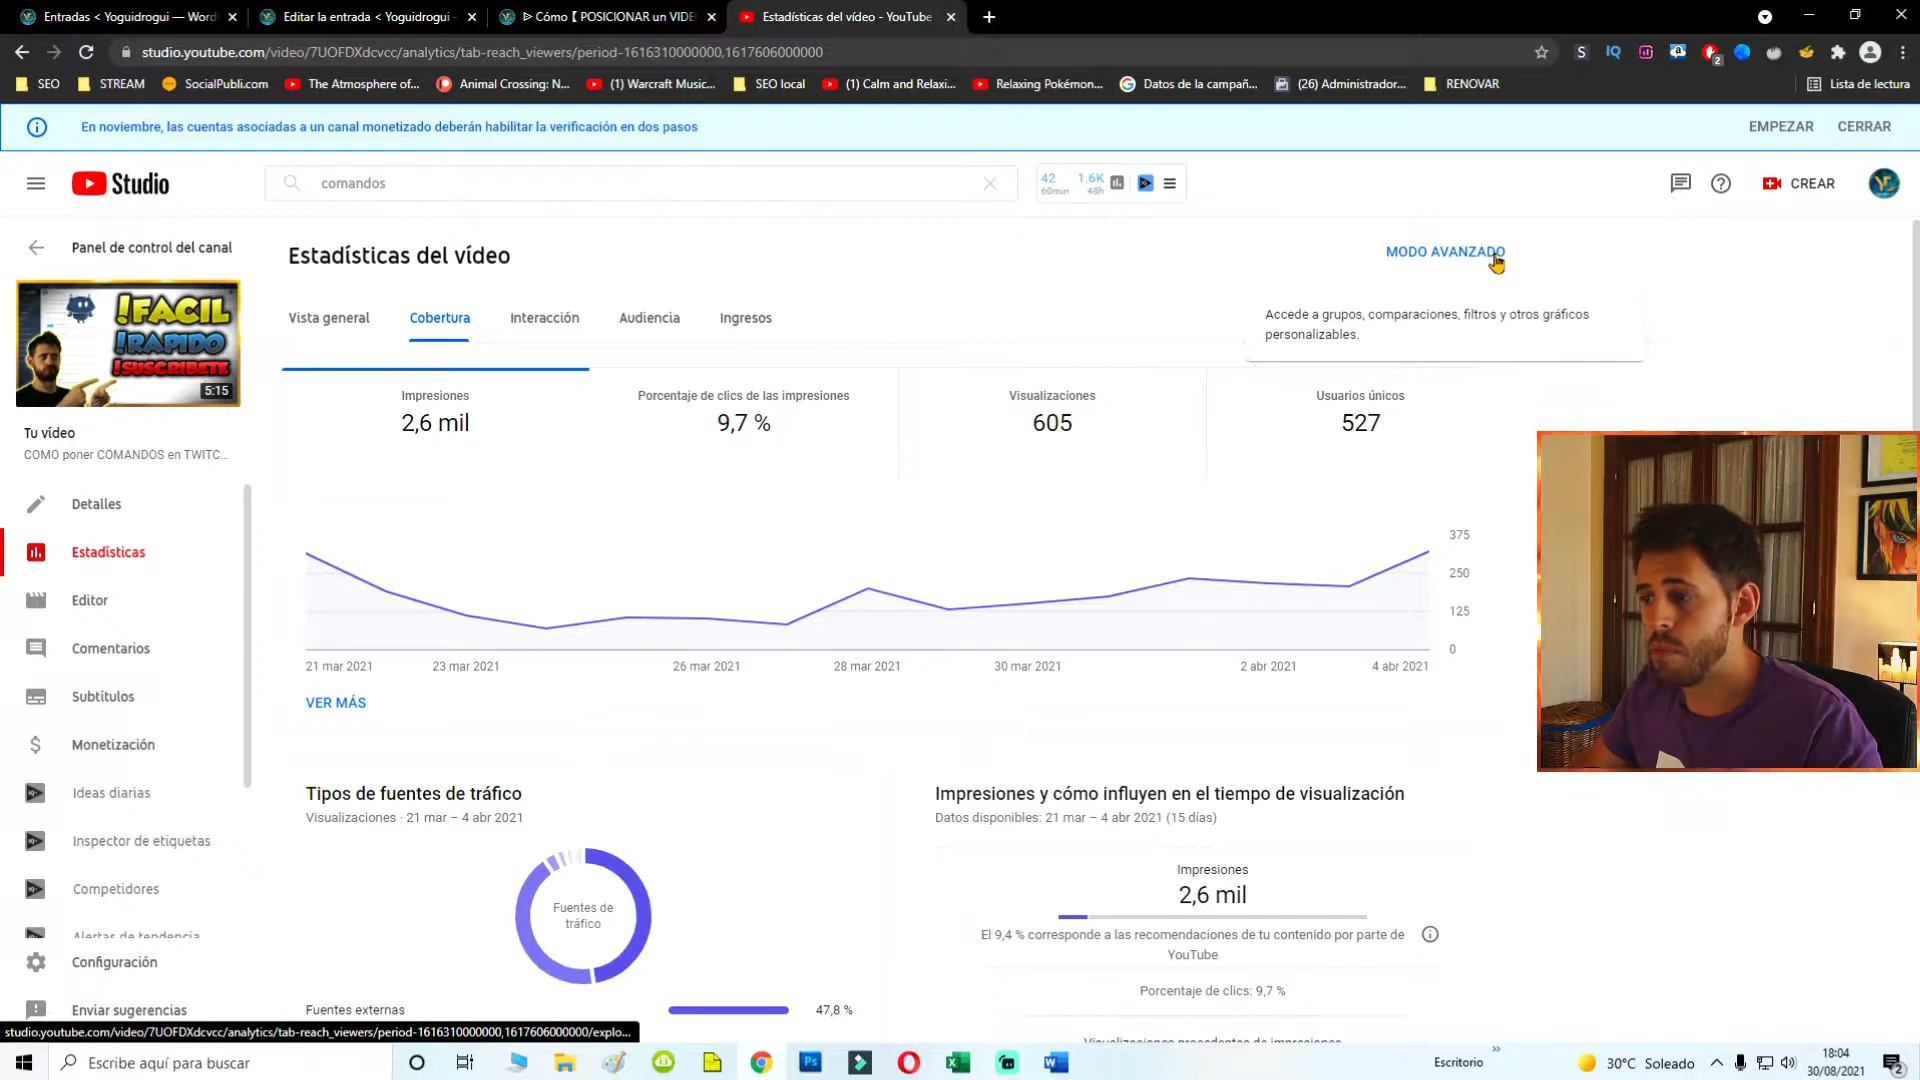 Entradas < Yoguidrogui — Word
Editar la entrada < Yoguidrogui
ᐅ Cómo【 POSICIONAR un VIDE
Estadísticas del vídeo - YouTube
studio.youtube.com/video/7UOFDXdcvcc/analytics/tab-reach_viewers/period-1616310000000,1617606000000
SEO
STREAM
SocialPubli.com
The Atmosphere of...
Animal Crossing: N...
(1) Warcraft Music...
SEO local
(1) Calm and Relaxi...
Relaxing Pokémon...
Datos de la campañ...
(26) Administrador...
RENOVAR
Lista de lectura
En noviembre, las cuentas asociadas a un canal monetizado deberán habilitar la verificación en dos pasos
EMPEZAR
CERRAR
Studio
comandos
42
60min
1.6K
48h
CREAR
Panel de control del canal
Estadísticas del vídeo
MODO AVANZADO
Accede a grupos, comparaciones, filtros y otros gráficos
personalizables.
!FACIL
!RAPIDO
!SUSCRIBETE
5:15
Tu vídeo
COMO poner COMANDOS en TWITC...
Detalles
Estadísticas
Editor
Comentarios
Subtítulos
Monetización
Ideas diarias
Inspector de etiquetas
Competidores
Alertas de tendencia
Configuración
Enviar sugerencias
Vista general
Cobertura
Interacción
Audiencia
Ingresos
Impresiones
2,6 mil
Porcentaje de clics de las impresiones
9,7 %
Visualizaciones
605
Usuarios únicos
527
375
250
125
0
21 mar 2021
23 mar 2021
26 mar 2021
28 mar 2021
30 mar 2021
2 abr 2021
4 abr 2021
VER MÁS
Tipos de fuentes de tráfico
Visualizaciones · 21 mar – 4 abr 2021
Fuentes de
tráfico
Fuentes externas
47,8 %
Impresiones y cómo influyen en el tiempo de visualización
Datos disponibles: 21 mar – 4 abr 2021 (15 días)
Impresiones
2,6 mil
El 9,4 % corresponde a las recomendaciones de tu contenido por parte de
YouTube
Porcentaje de clics: 9,7 %
Visualizaciones procedentes de impresiones
studio.youtube.com/video/7UOFDXdcvcc/analytics/tab-reach_viewers/period-1616310000000,1617606000000/explo...
Escribe aquí para buscar
Escritorio
30°C Soleado
18:04
30/08/2021
2